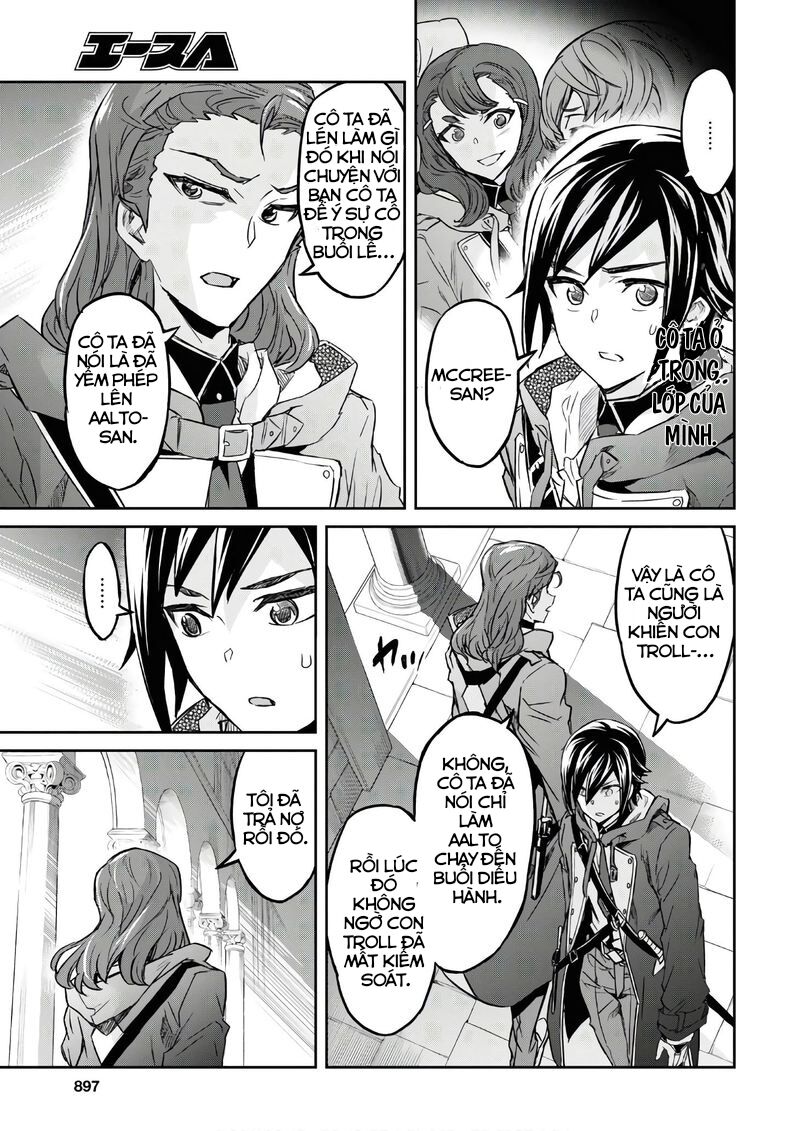 エースA
………
CÔ TA Ở
TRONG
LỚP CỦA
MÌNH.
MCCREE-
SAN?
CÔ TA ĐÃ
LÉN LÀM GÌ
ĐÓ KHI NÓI
CHUYỆN VỚI
BẠN CÔ TA
ĐỂ Ý SỰ CỐ
TRONG
BUỔI LỄ...
CÔ TA ĐÃ
NÓI LÀ ĐÃ
YỂM PHÉP
LÊN
AALTO-
SAN.
VẬY LÀ CÔ
TA CŨNG LÀ
NGƯỜI
KHIẾN CON
TROLL-...
KHÔNG,
CÔ TA ĐÃ
NÓI CHỈ
LÀM
AALTO
CHẠY ĐẾN
BUỔI DIỄU
HÀNH.
RỒI LÚC
ĐÓ
KHÔNG
NGỜ CON
TROLL ĐÃ
MẤT KIỂM
SOÁT.
………
TÔI ĐÃ
TRẢ NỢ
RỒI ĐÓ.
897